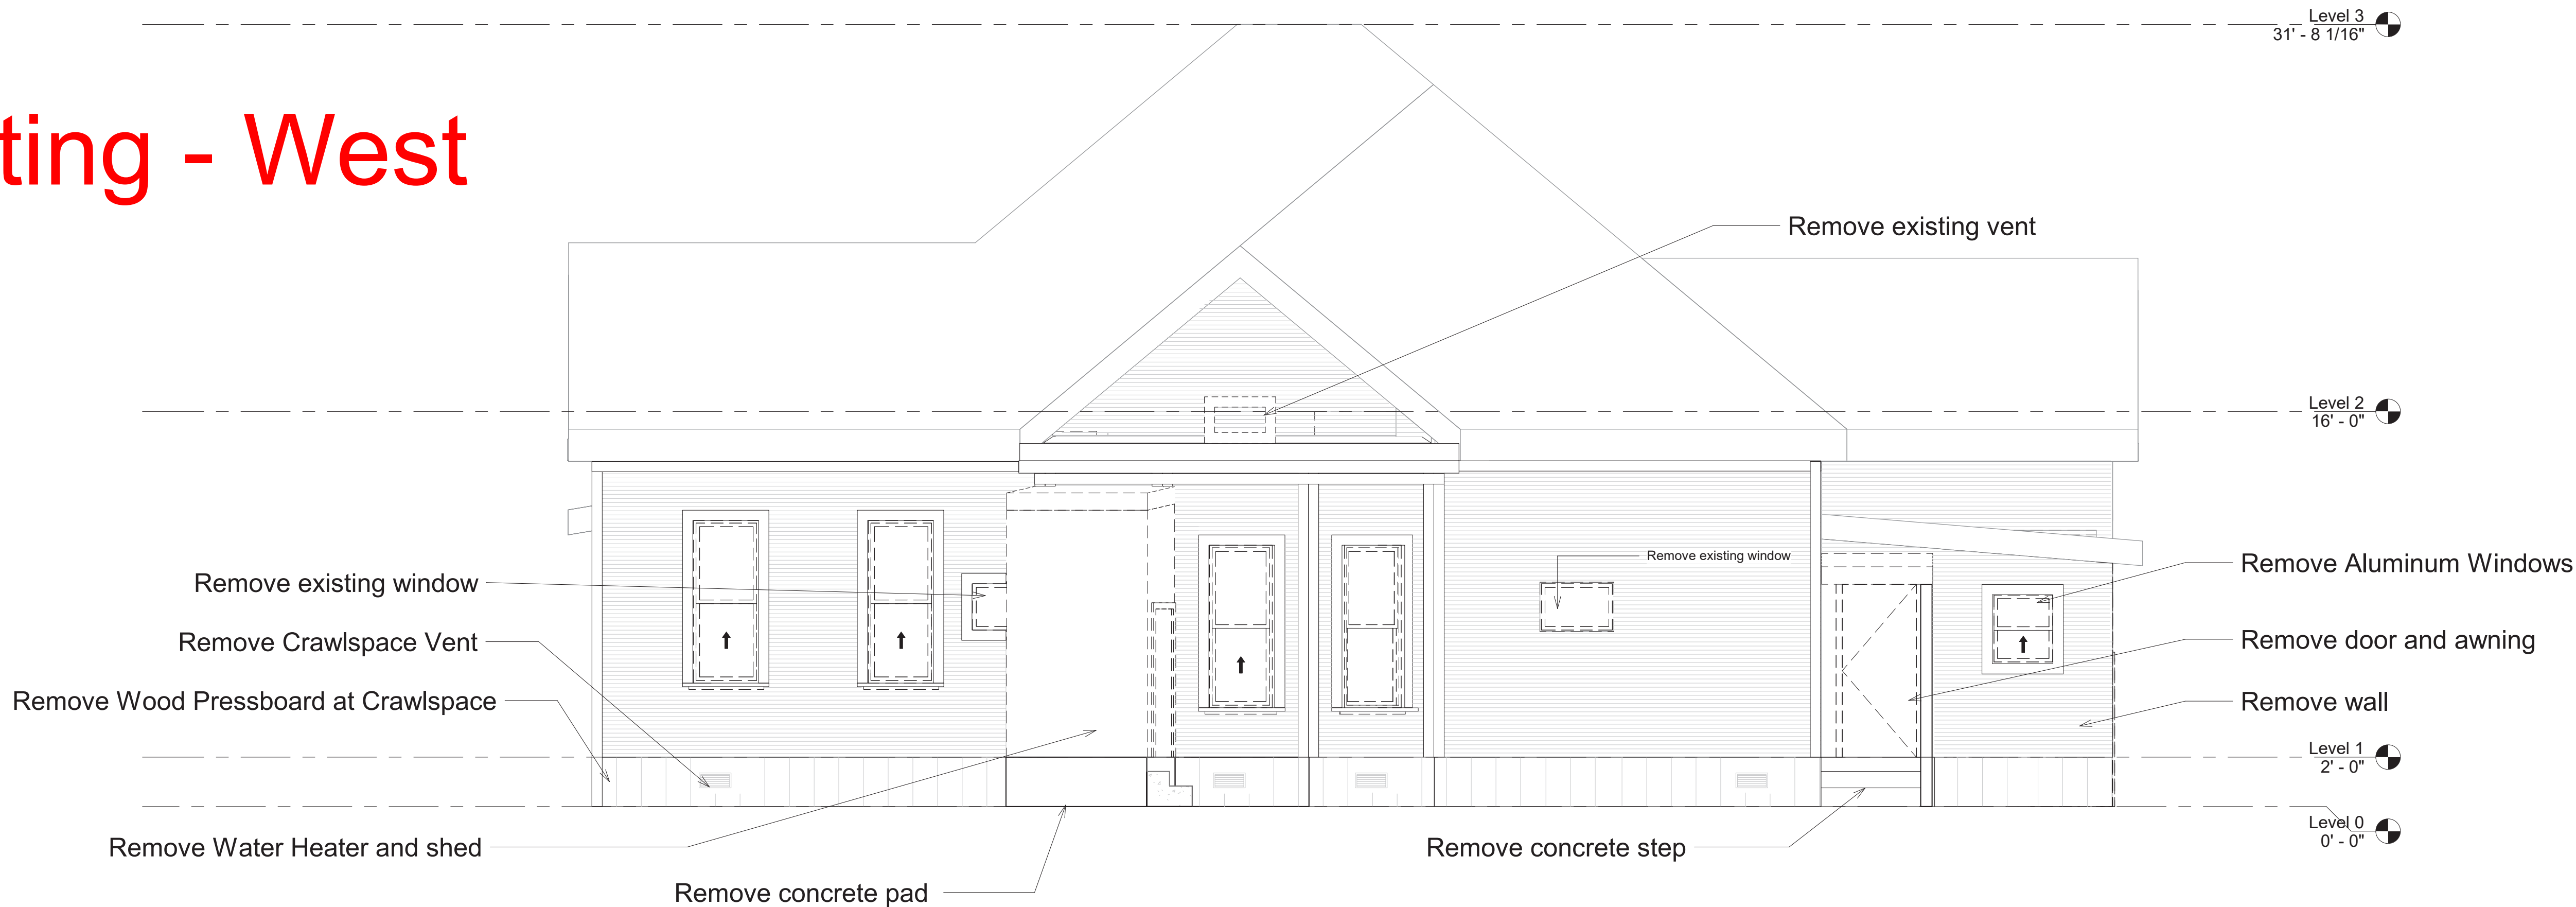 Level 3
31' - 8 1/16"
ting - West
Remove existing vent
Level 2
16' - 0"
Remove existing window
Remove existing window
Remove Aluminum Windows
Remove Crawlspace Vent
Remove door and awning
Remove Wood Pressboard at Crawlspace
Remove wall
Level 1
2' - 0"
Level 0
0' - 0"
Remove Water Heater and shed
Remove concrete step
Remove concrete pad